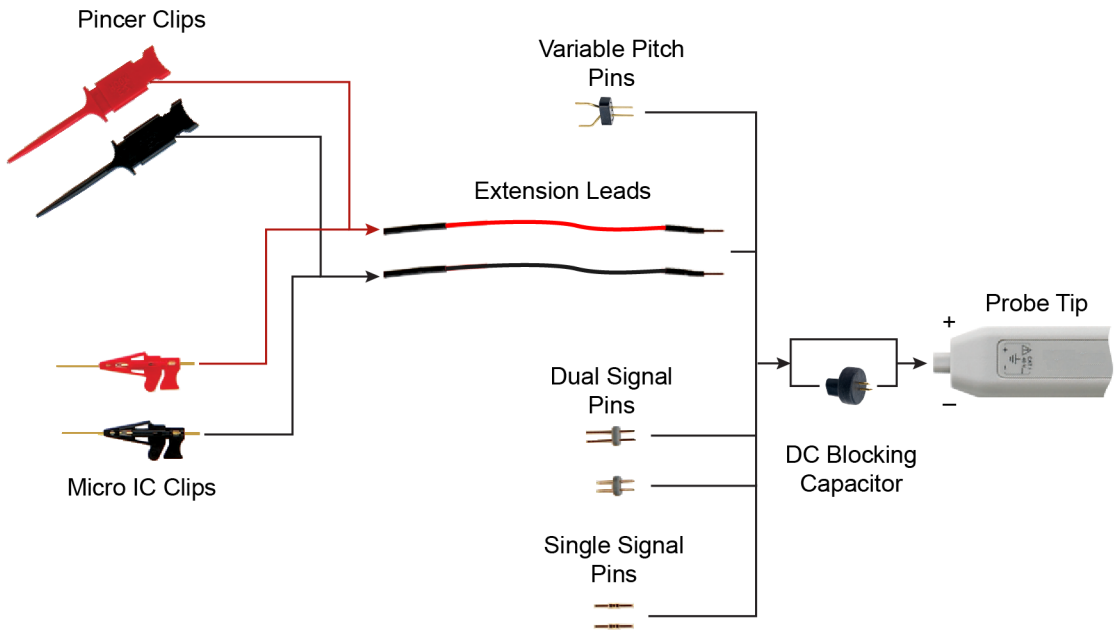 Pincer Clips
Variable Pitch
Pins
Extension Leads
Probe Tip
+
–
Dual Signal
Pins
DC Blocking
Capacitor
Micro IC Clips
Single Signal
Pins